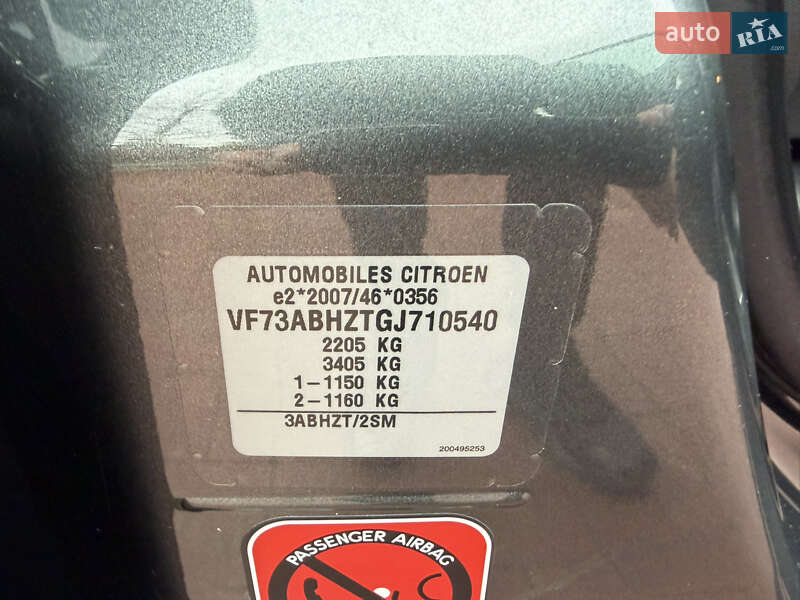 auto RIA
.com
AUTOMOBILES CITROEN
e2*2007/46*0356
VF73ABHZTGJ710540
2205 KG
3405 KG
1-1150 KG
2-1160 KG
3ABHZT/2SM
200495253
PASSENGER AIRBAG